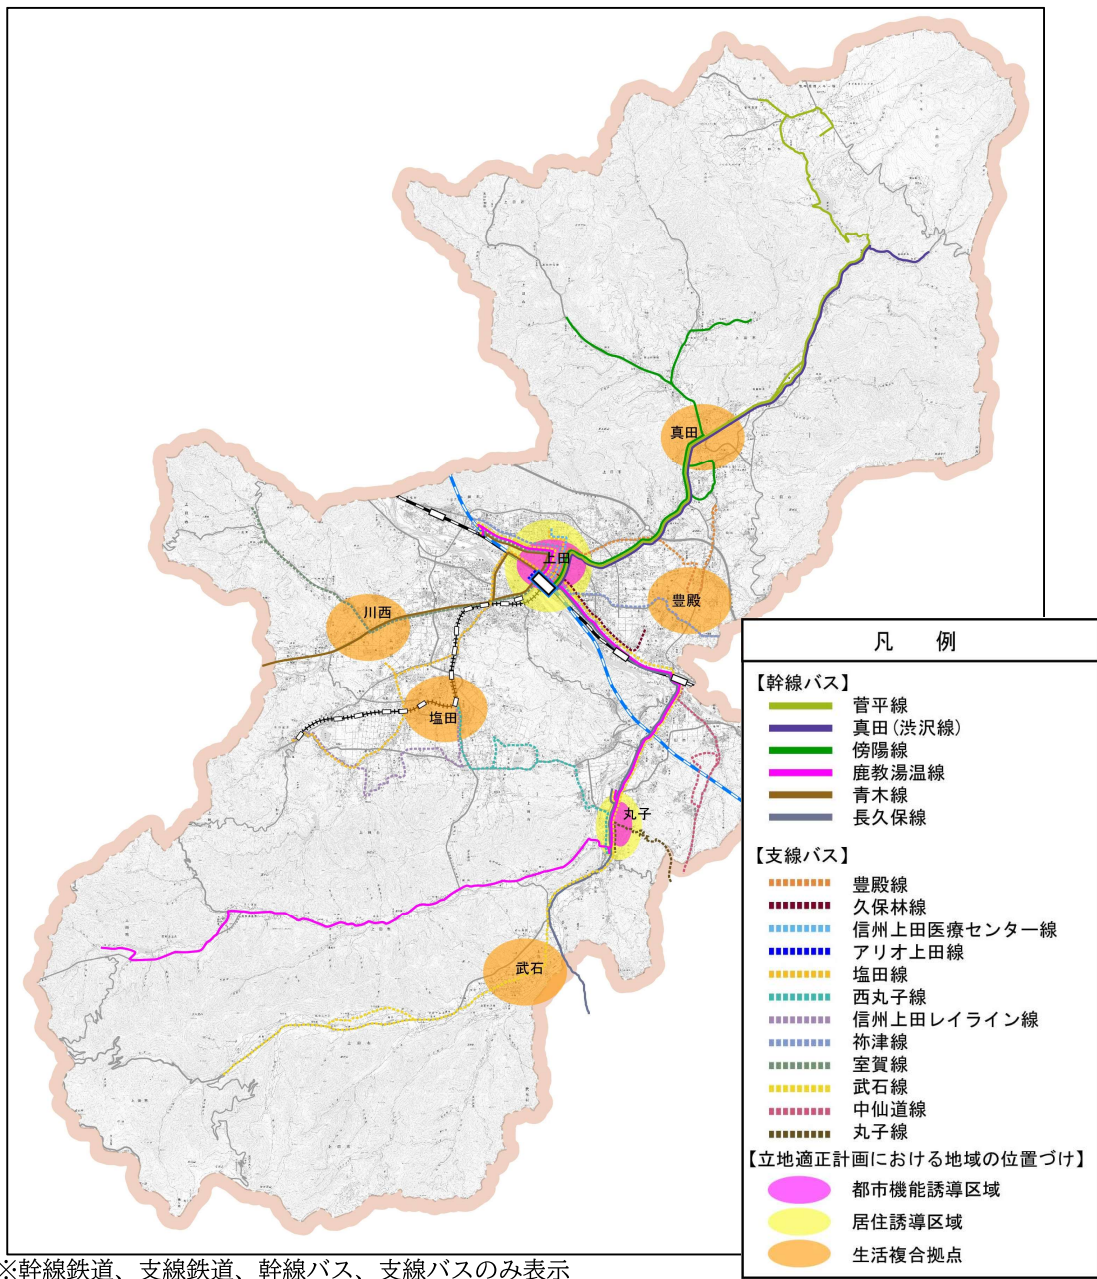 真田
上田
豊殿
川西
塩田
丸子
武石
凡　例
【幹線バス】
菅平線
真田(渋沢線)
傍陽線
鹿教湯温線
青木線
長久保線
【支線バス】
豊殿線
久保林線
信州上田医療センター線
アリオ上田線
塩田線
西丸子線
信州上田レイライン線
祢津線
室賀線
武石線
中仙道線
丸子線
【立地適正計画における地域の位置づけ】
都市機能誘導区域
居住誘導区域
生活複合拠点
※幹線鉄道、支線鉄道、幹線バス、支線バスのみ表示